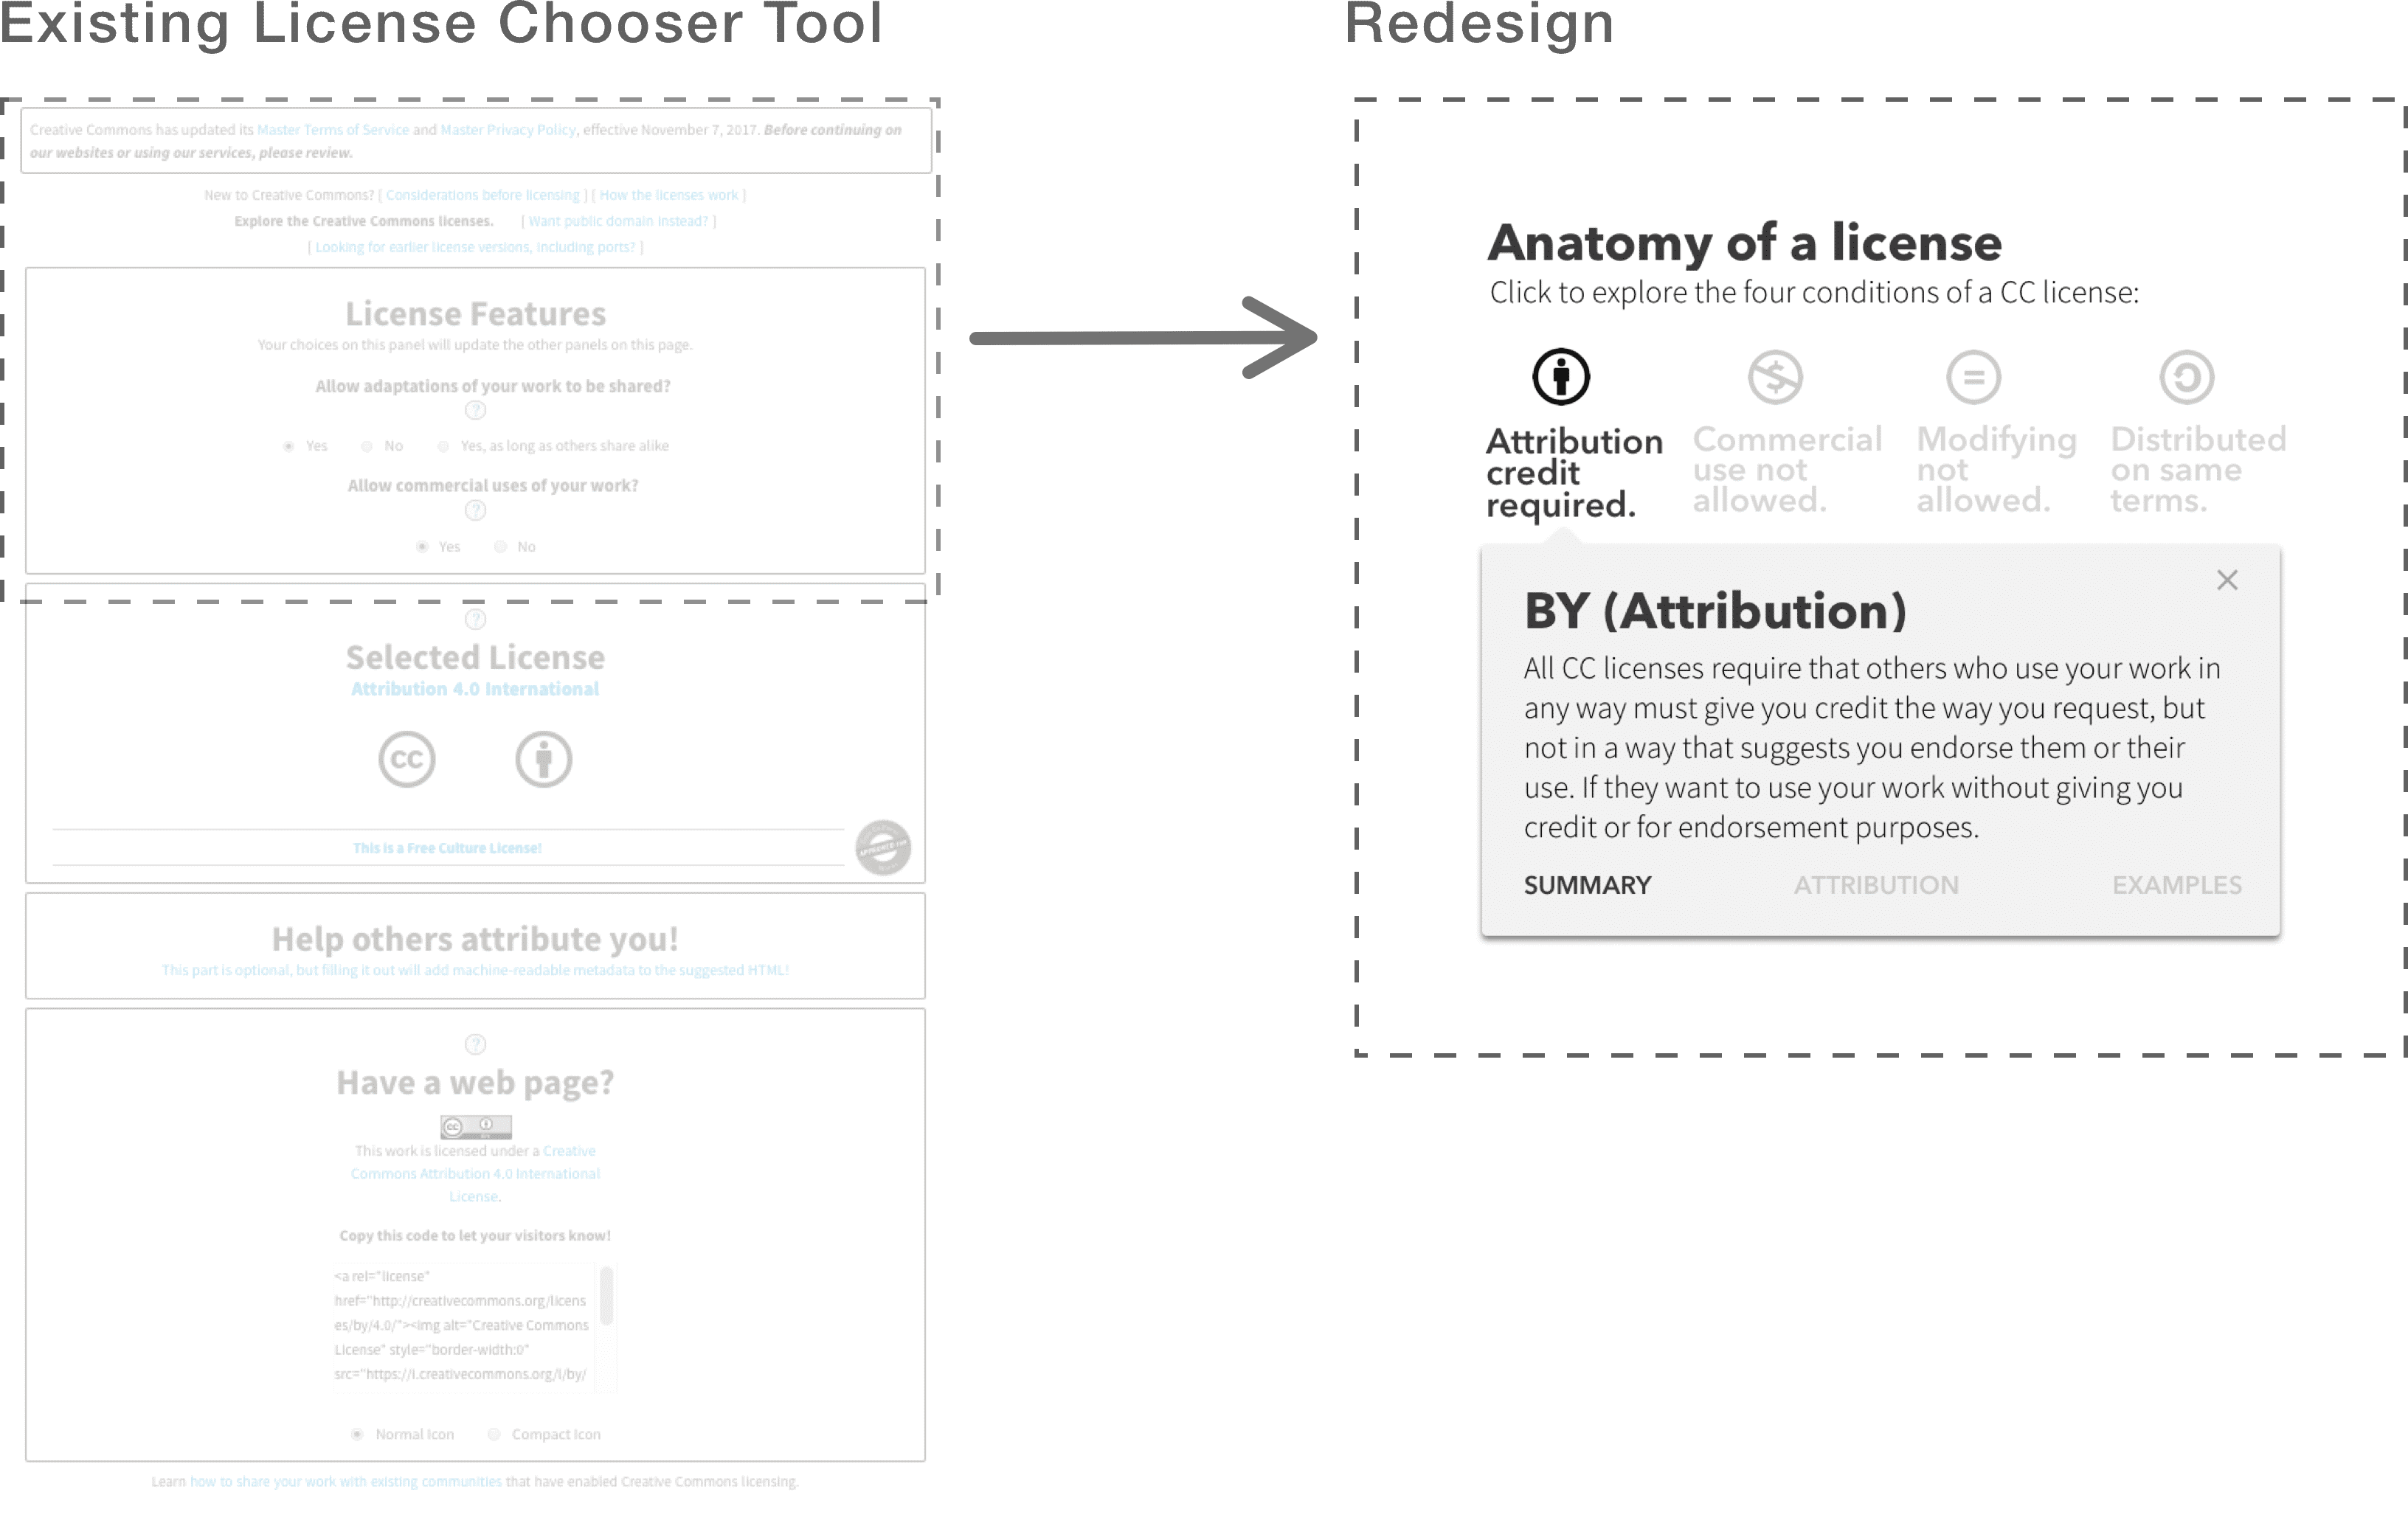 Existing License Chooser Tool
Creative Commons has updated its Master Terms of Service and Master Privacy Policy, effective November 7, 2017. Before continuing on
our websites or using our services, please review.
New to Creative Commons? [ Considerations before licensing ] [ How the licenses work ]
Explore the Creative Commons licenses. [ Want public domain instead? ]
[ Looking for earlier license versions, including ports? ]
License Features
Your choices on this panel will update the other panels on this page.
Allow adaptations of your work to be shared?
?
Yes No Yes, as long as others share alike
Allow commercial uses of your work?
?
Yes No
?
Selected License
Attribution 4.0 International
cc
This is a Free Culture License!
APPROVED FOR
Help others attribute you!
This part is optional, but filling it out will add machine-readable metadata to the suggested HTML!
?
Have a web page?
cc
This work is licensed under a Creative
Commons Attribution 4.0 International
License.
Copy this code to let your visitors know!
<a rel="license"
href="http://creativecommons.org/licens
es/by/4.0/"><img alt="Creative Commons
License" style="border-width:0"
src="https://i.creativecommons.org/l/by/
Normal Icon Compact Icon
Learn how to share your work with existing communities that have enabled Creative Commons licensing.
Redesign
Anatomy of a license
Click to explore the four conditions of a CC license:
Attribution
credit
required.
Commercial
use not
allowed.
Modifying
not
allowed.
Distributed
on same
terms.
BY (Attribution)
All CC licenses require that others who use your work in
any way must give you credit the way you request, but
not in a way that suggests you endorse them or their
use. If they want to use your work without giving you
credit or for endorsement purposes.
SUMMARY ATTRIBUTION EXAMPLES